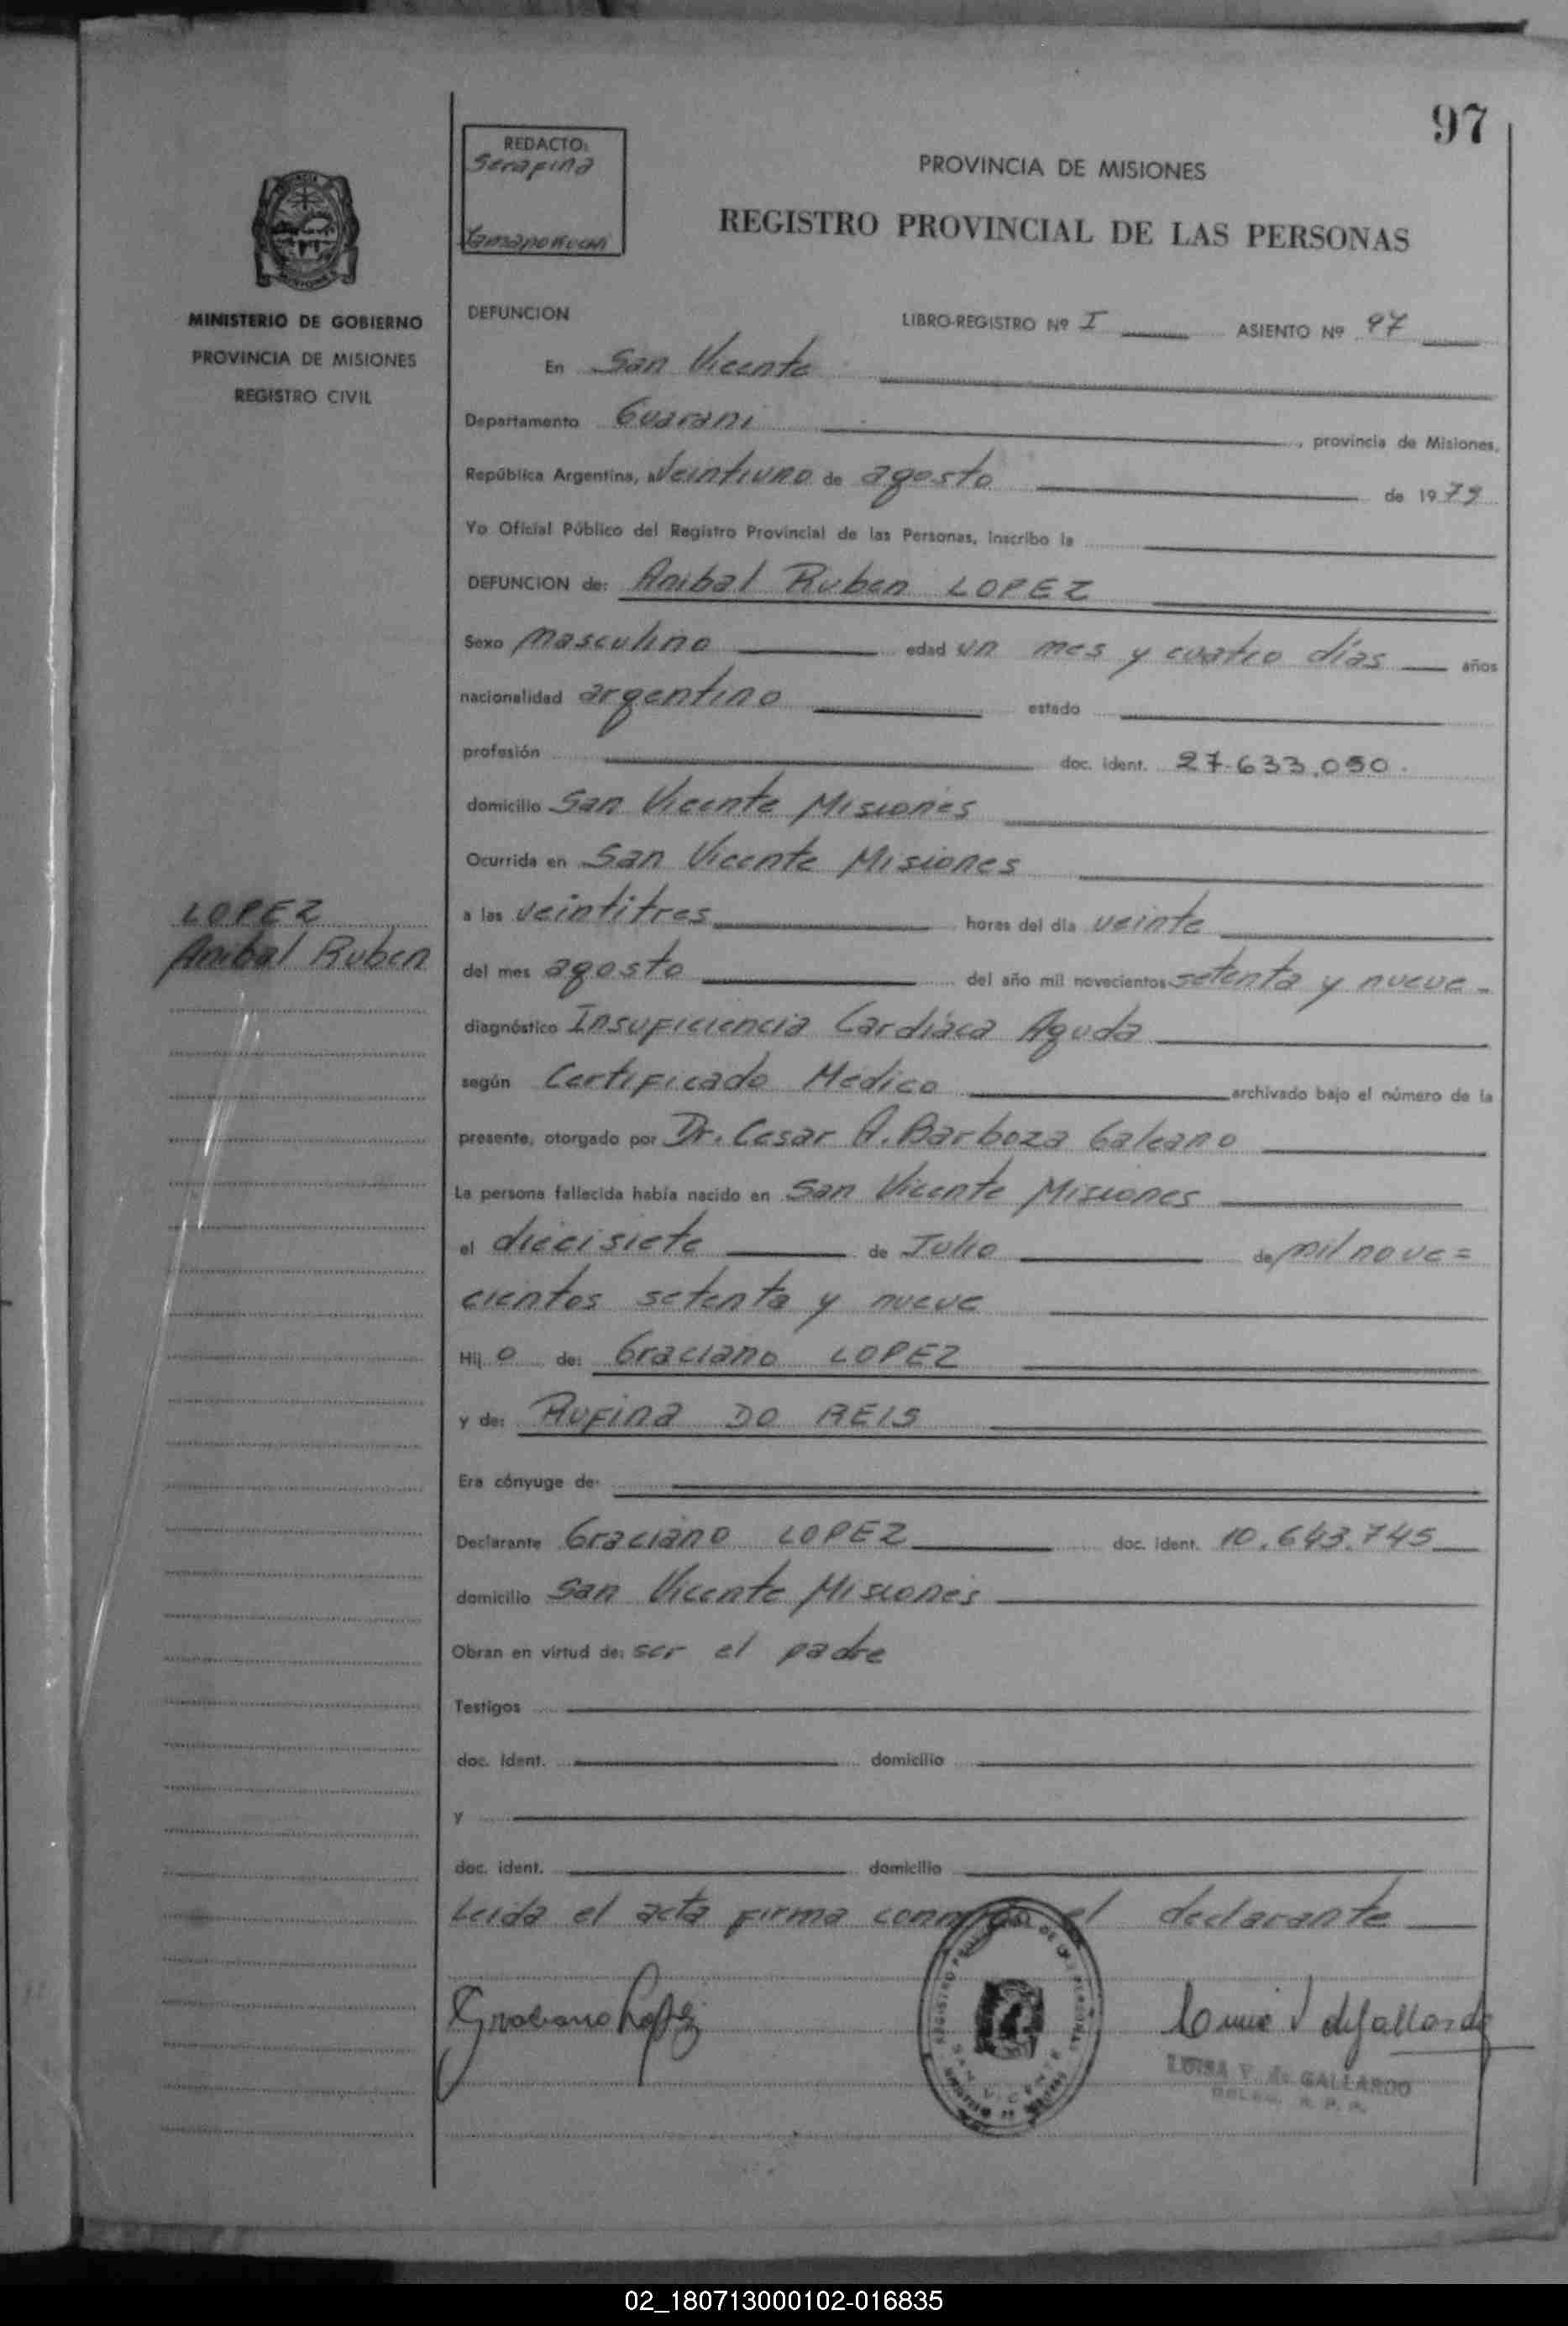 97
REDACTO:
Serafina
PROVINCIA DE MISIONES
REGISTRO PROVINCIAL DE LAS PERSONAS
MINISTERIO DE GOBIERNO
PROVINCIA DE MISIONES
REGISTRO CIVIL
DEFUNCION LIBRO-REGISTRO Nº I ASIENTO Nº 97
En San Vicente
Departamento Guarani, provincia de Misiones,
República Argentina, a Veintiuno de agosto de 1979
Yo Oficial Público del Registro Provincial de las Personas, inscribo la
DEFUNCION de: Anibal Ruben LOPEZ
Sexo masculino edad un mes y cuatro días años
nacionalidad argentino estado
profesión doc. ident. 27.633.050.
domicilio San Vicente Misiones
Ocurrida en San Vicente Misiones
LOPEZ
Anibal Ruben
a las veintitres horas del día veinte
del mes agosto del año mil novecientos setenta y nueve-
diagnóstico Insuficiencia Cardíaca Aguda
según Certificado Médico archivado bajo el número de la
presente, otorgado por Dr. Cesar A. Barboza Galeano
La persona fallecida había nacido en San Vicente Misiones
el diecisiete de Julio de mil nove=
cientos setenta y nueve
Hij o de: Graciano LOPEZ
y de: Rufina DO REIS
Era cónyuge de:
Declarante Graciano LOPEZ doc. ident. 10.643.745
domicilio San Vicente Misiones
Obran en virtud de: ser el padre
Testigos
doc. ident. domicilio
y
doc. ident. domicilio
Leida el acta firma conmigo el declarante
Graciano Lopez
LUISA V. de GALLARDO
02_180713000102-016835